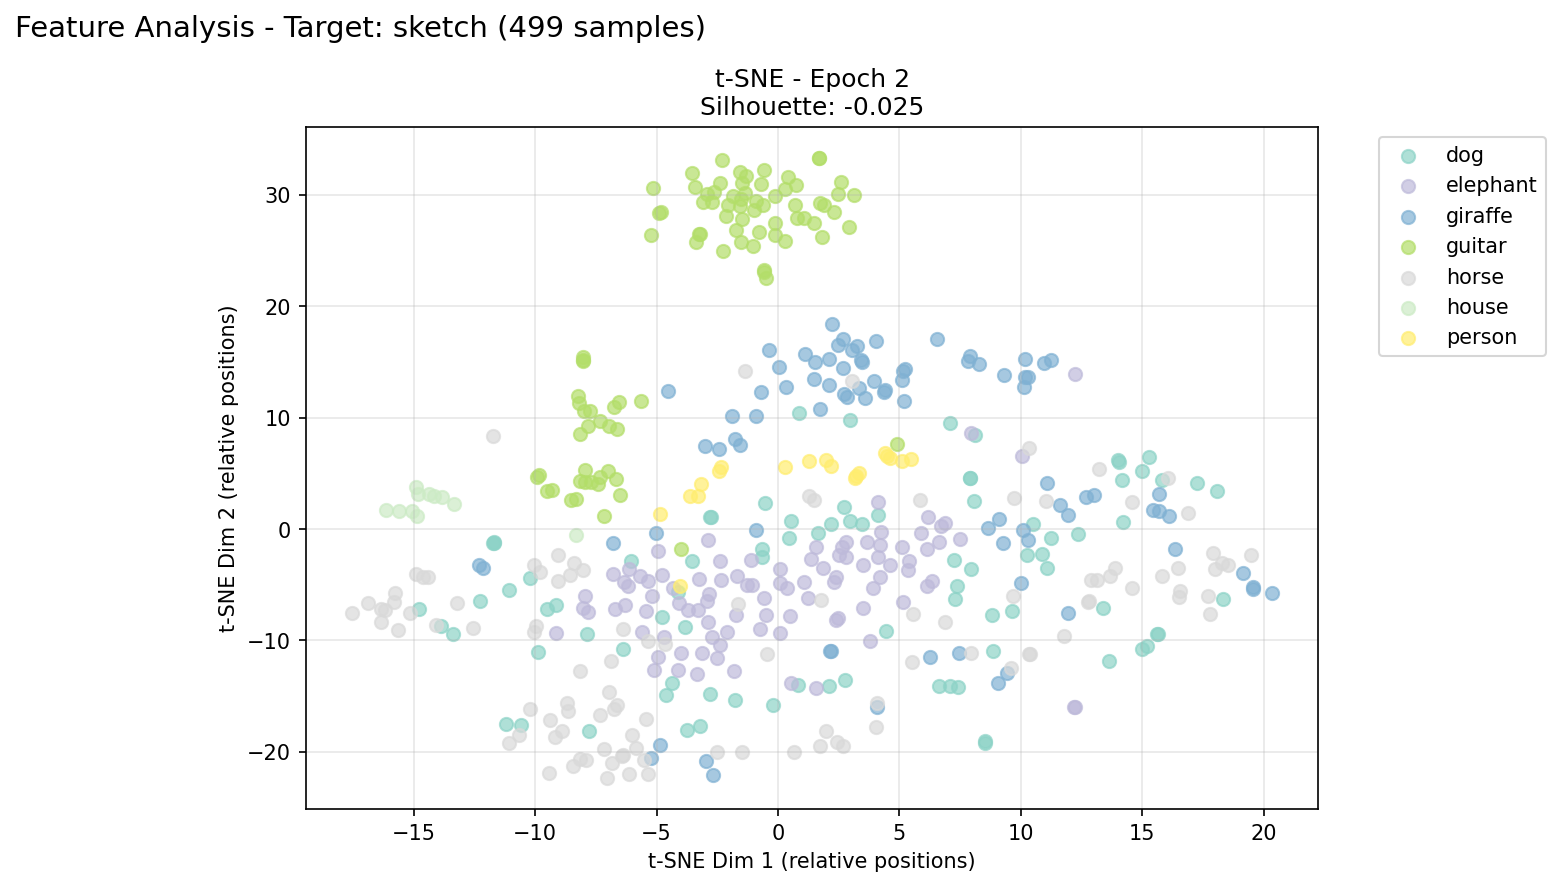 Feature Analysis - Target: sketch (499 samples)
t-SNE - Epoch 2
Silhouette: -0.025
dog
elephant
giraffe
guitar
horse
house
person
t-SNE Dim 2 (relative positions)
30
20
10
0
−10
−20
−15
−10
−5
0
5
10
15
20
t-SNE Dim 1 (relative positions)